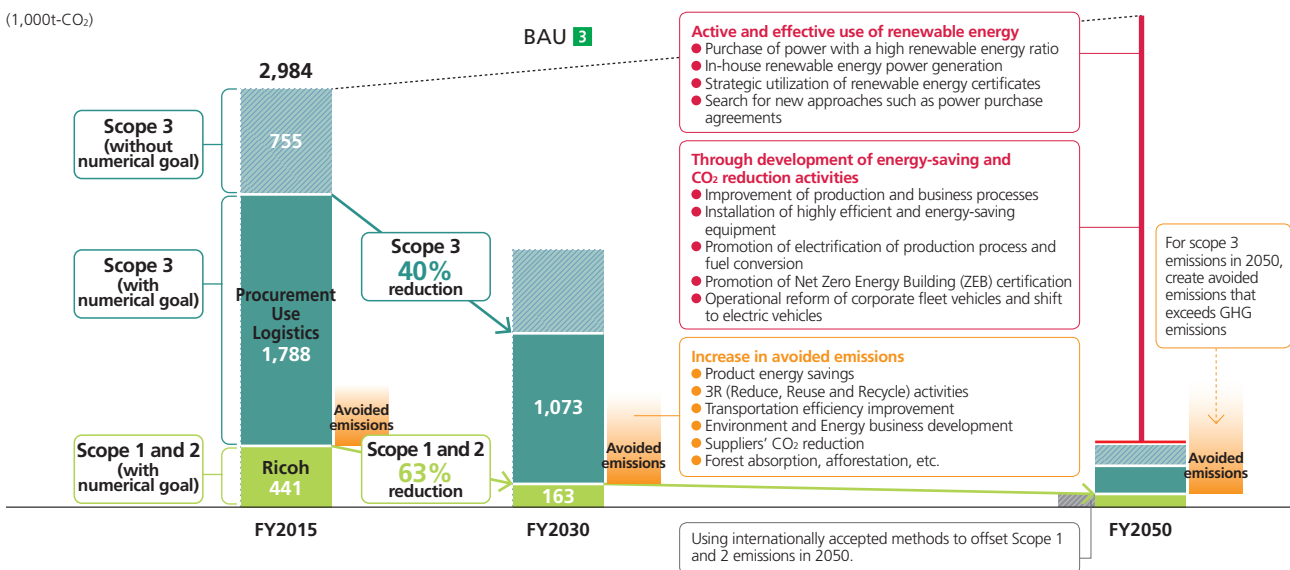 (1,000t-CO₂)
BAU 3
2,984
Scope 3
(without
numerical goal)
755
Scope 3
(with
numerical goal)
Procurement
Use
Logistics
1,788
Avoided
emissions
Scope 1 and 2
(with
numerical goal)
Ricoh
441
FY2015
Scope 3
40%
reduction
Scope 1 and 2
63%
reduction
1,073
163
Avoided
emissions
FY2030
Active and effective use of renewable energy
● Purchase of power with a high renewable energy ratio
● In-house renewable energy power generation
● Strategic utilization of renewable energy certificates
● Search for new approaches such as power purchase
agreements
Through development of energy-saving and
CO₂ reduction activities
● Improvement of production and business processes
● Installation of highly efficient and energy-saving
equipment
● Promotion of electrification of production process and
fuel conversion
● Promotion of Net Zero Energy Building (ZEB) certification
● Operational reform of corporate fleet vehicles and shift
to electric vehicles
Increase in avoided emissions
● Product energy savings
● 3R (Reduce, Reuse and Recycle) activities
● Transportation efficiency improvement
● Environment and Energy business development
● Suppliers' CO₂ reduction
● Forest absorption, afforestation, etc.
Using internationally accepted methods to offset Scope 1
and 2 emissions in 2050.
For scope 3
emissions in 2050,
create avoided
emissions that
exceeds GHG
emissions
Avoided
emissions
FY2050